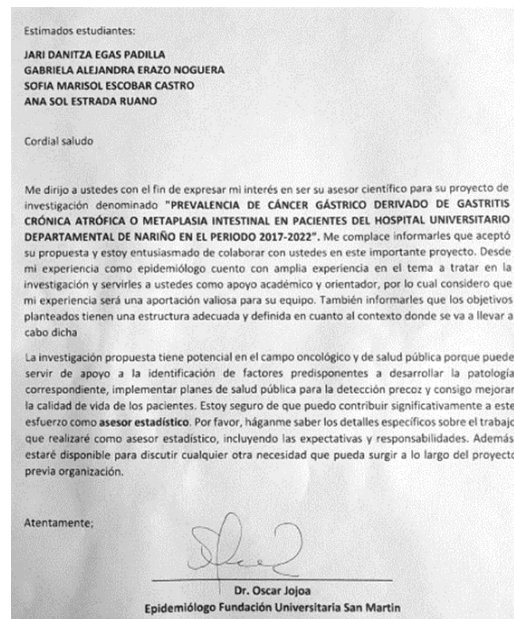 Estimados estudiantes:
JARI DANITZA EGAS PADILLA
GABRIELA ALEJANDRA ERAZO NOGUERA
SOFIA MARISOL ESCOBAR CASTRO
ANA SOL ESTRADA RUANO
Cordial saludo
Me dirijo a ustedes con el fin de expresar mi interés en ser su asesor científico para su proyecto de
investigación denominado "PREVALENCIA DE CÁNCER GÁSTRICO DERIVADO DE GASTRITIS
CRÓNICA ATRÓFICA O METAPLASIA INTESTINAL EN PACIENTES DEL HOSPITAL UNIVERSITARIO
DEPARTAMENTAL DE NARIÑO EN EL PERIODO 2017-2022". Me complace informarles que aceptó
su propuesta y estoy entusiasmado de colaborar con ustedes en este importante proyecto. Desde
mi experiencia como epidemiólogo cuento con amplia experiencia en el tema a tratar en la
investigación y servirles a ustedes como apoyo académico y orientador, por lo cual considero que
mi experiencia será una aportación valiosa para su equipo. También informarles que los objetivos
planteados tienen una estructura adecuada y definida en cuanto al contexto donde se va a llevar a
cabo dicha
La investigación propuesta tiene potencial en el campo oncológico y de salud pública porque puede
servir de apoyo a la identificación de factores predisponentes a desarrollar la patología
correspondiente, implementar planes de salud pública para la detección precoz y consigo mejorar
la calidad de vida de los pacientes. Estoy seguro de que puedo contribuir significativamente a este
esfuerzo como asesor estadístico. Por favor, háganme saber los detalles específicos sobre el trabajo
que realizaré como asesor estadístico, incluyendo las expectativas y responsabilidades. Además
estaré disponible para discutir cualquier otra necesidad que pueda surgir a lo largo del proyecto
previa organización.
Atentamente;
Dr. Oscar Jojoa
Epidemiólogo Fundación Universitaria San Martin